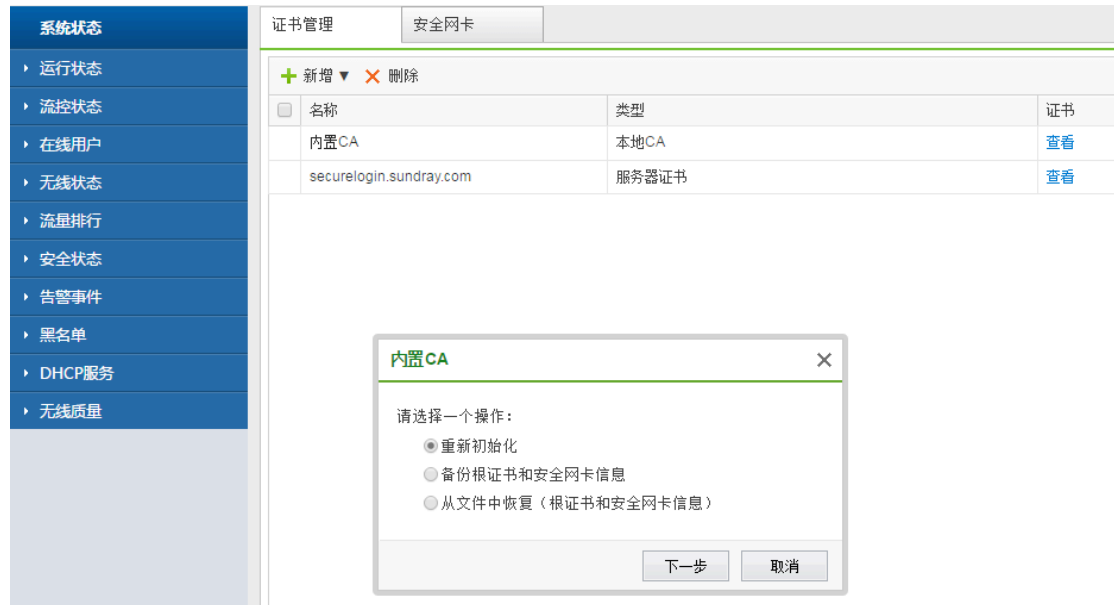 系统状态
运行状态
流控状态
在线用户
无线状态
流量排行
安全状态
告警事件
黑名单
DHCP服务
无线质量
证书管理 安全网卡
新增 ▼ 删除
名称 类型 证书
内置CA 本地CA 查看
securelogin.sundray.com 服务器证书 查看
内置CA
请选择一个操作：
重新初始化
备份根证书和安全网卡信息
从文件中恢复（根证书和安全网卡信息）
下一步 取消